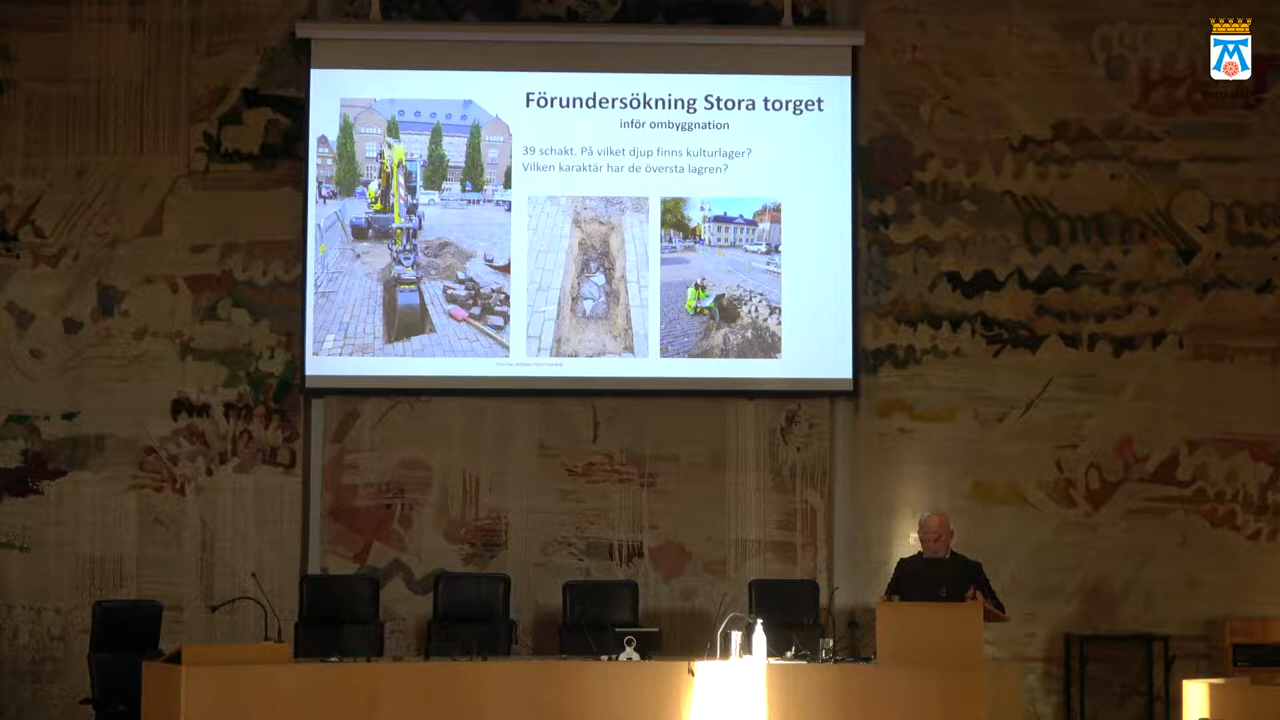 Förundersökning Stora torget
inför ombyggnation
39 schakt. På vilket djup finns kulturlager?
Vilken karaktär har de översta lagren?